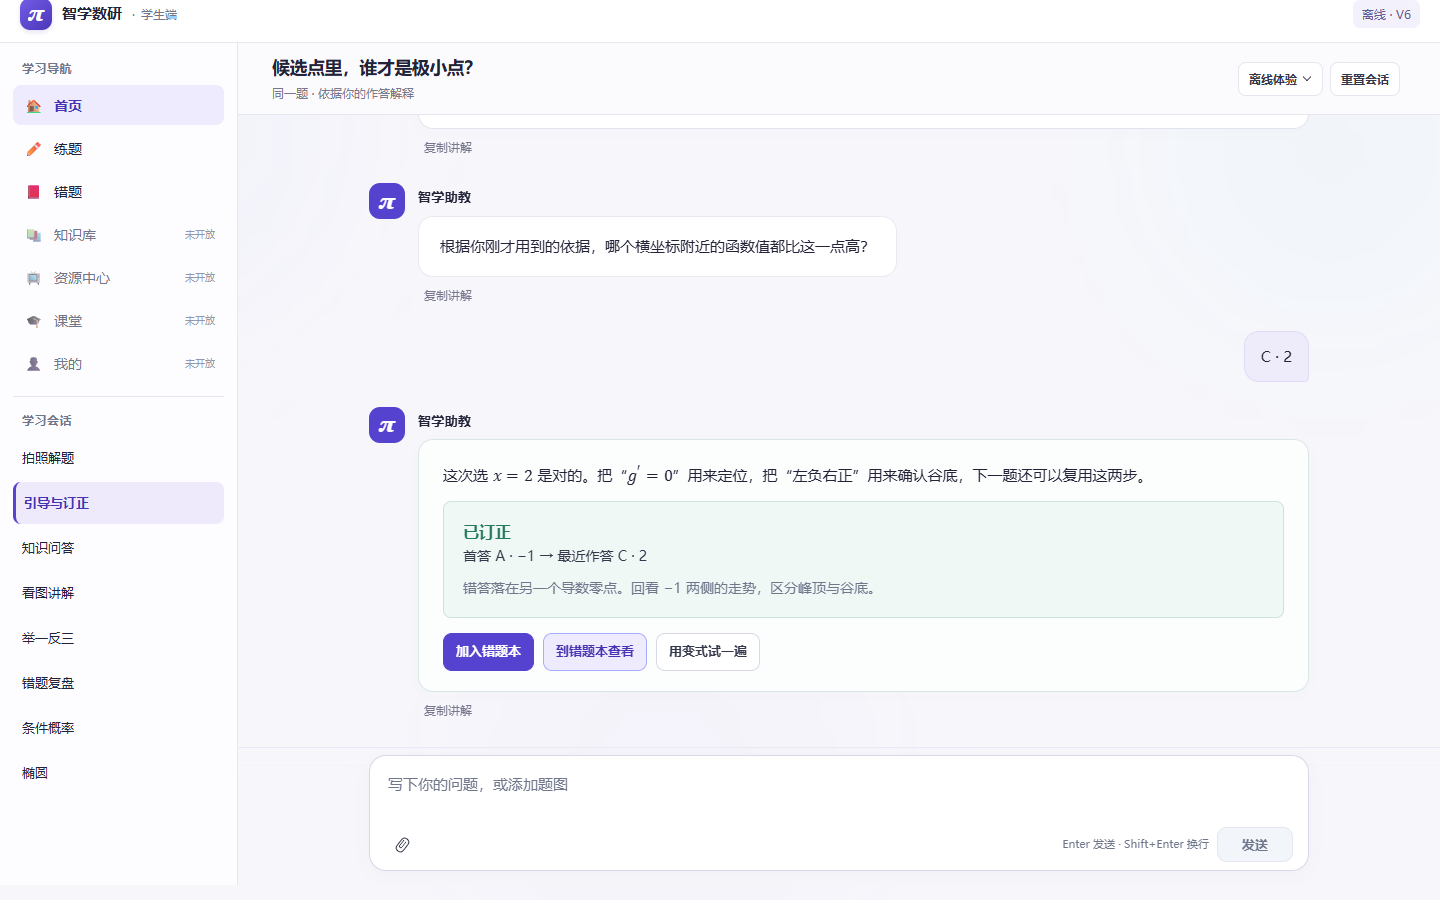 π 智学数研 · 学生端
离线 · V6
学习导航
首页
练题
错题
知识库 未开放
资源中心 未开放
课堂 未开放
我的 未开放
学习会话
拍照解题
引导与订正
知识问答
看图讲解
举一反三
错题复盘
条件概率
椭圆
候选点里，谁才是极小点？
同一题 · 依据你的作答解释
离线体验
重置会话
复制讲解
π 智学助教
根据你刚才用到的依据，哪个横坐标附近的函数值都比这一点高？
复制讲解
C · 2
π 智学助教
这次选 x = 2 是对的。把“g′ = 0”用来定位，把“左负右正”用来确认谷底，下一题还可以复用这两步。
已订正
首答 A · −1 → 最近作答 C · 2
错答落在另一个导数零点。回看 −1 两侧的走势，区分峰顶与谷底。
加入错题本
到错题本查看
用变式试一遍
复制讲解
写下你的问题，或添加题图
Enter 发送 · Shift+Enter 换行
发送